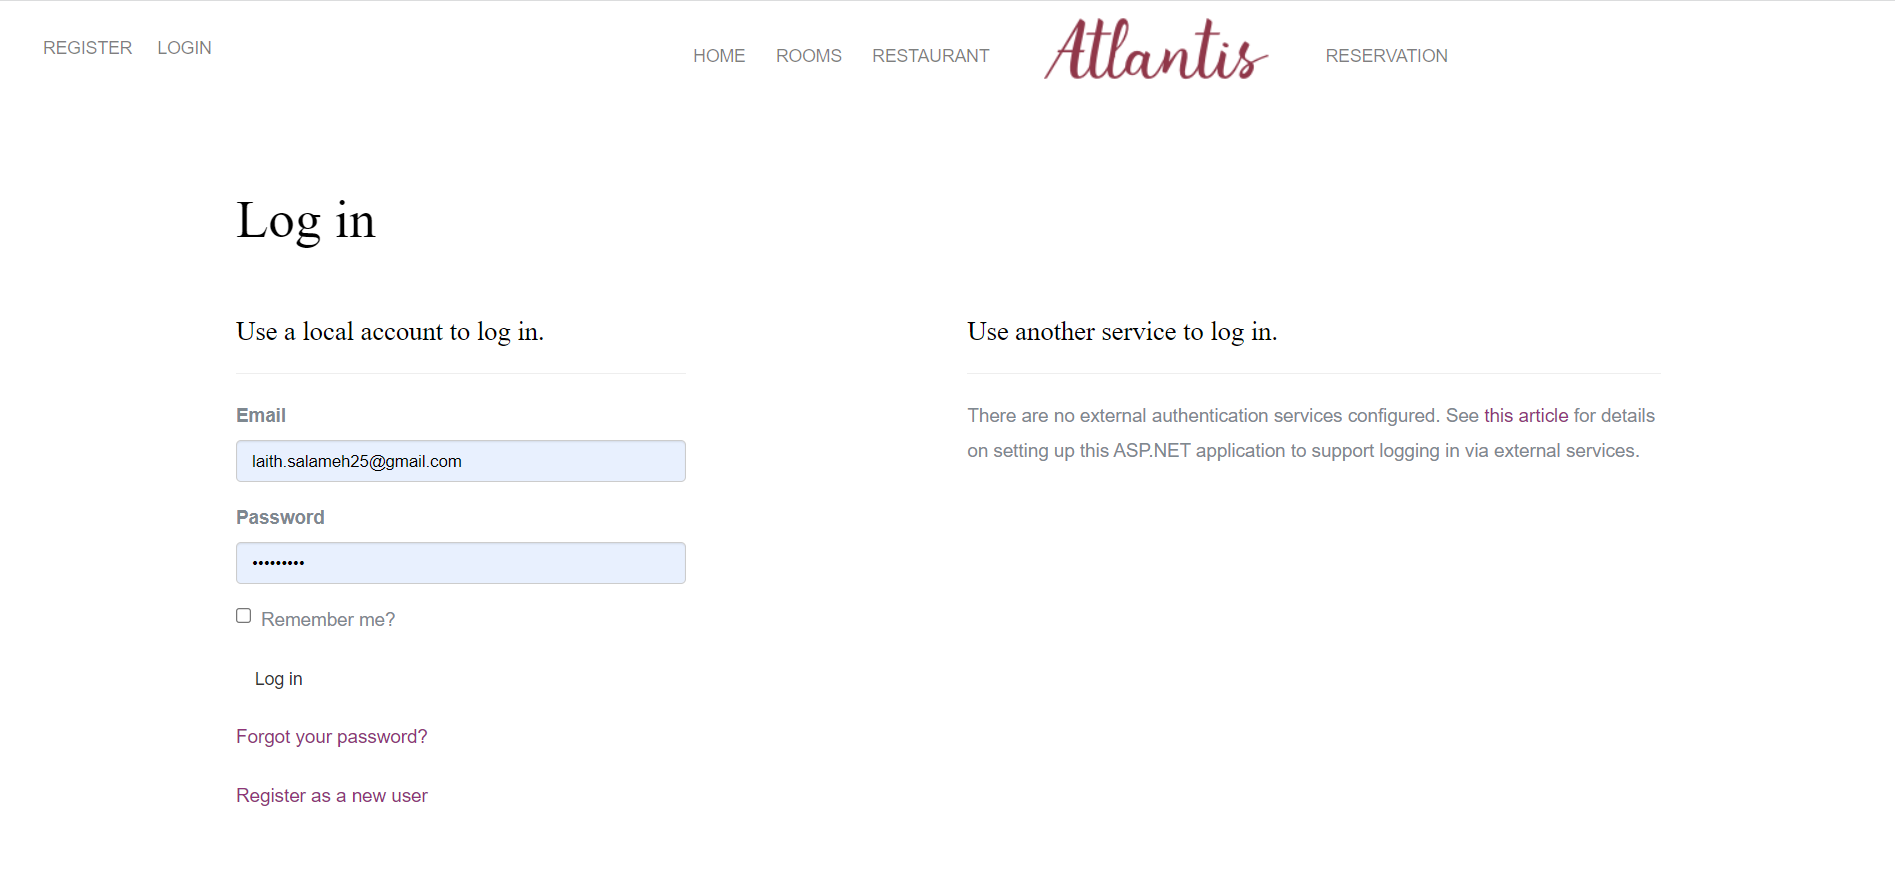 REGISTER LOGIN
HOME ROOMS RESTAURANT Atlantis RESERVATION
Log in
Use a local account to log in.
Email
laith.salameh25@gmail.com
Password
•••••••••
Remember me?
Log in
Forgot your password?
Register as a new user
Use another service to log in.
There are no external authentication services configured. See this article for details
on setting up this ASP.NET application to support logging in via external services.